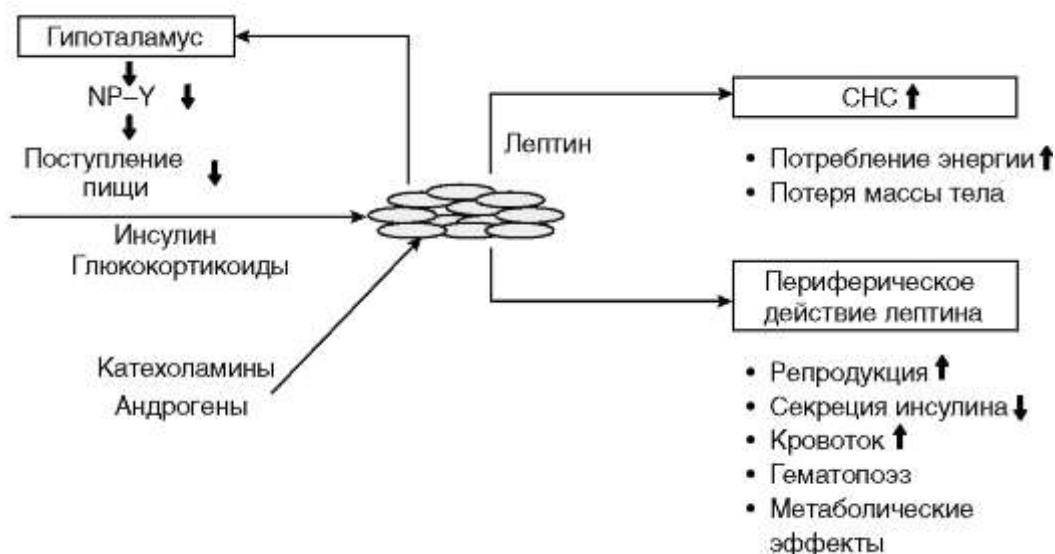 Гипоталамус
NP–Y
Поступление
пищи
Инсулин
Глюкокортикоиды
Катехоламины
Андрогены
Лептин
СНС
• Потребление энергии
• Потеря массы тела
Периферическое
действие лептина
• Репродукция
• Секреция инсулина
• Кровоток
• Гематопоэз
• Метаболические
эффекты